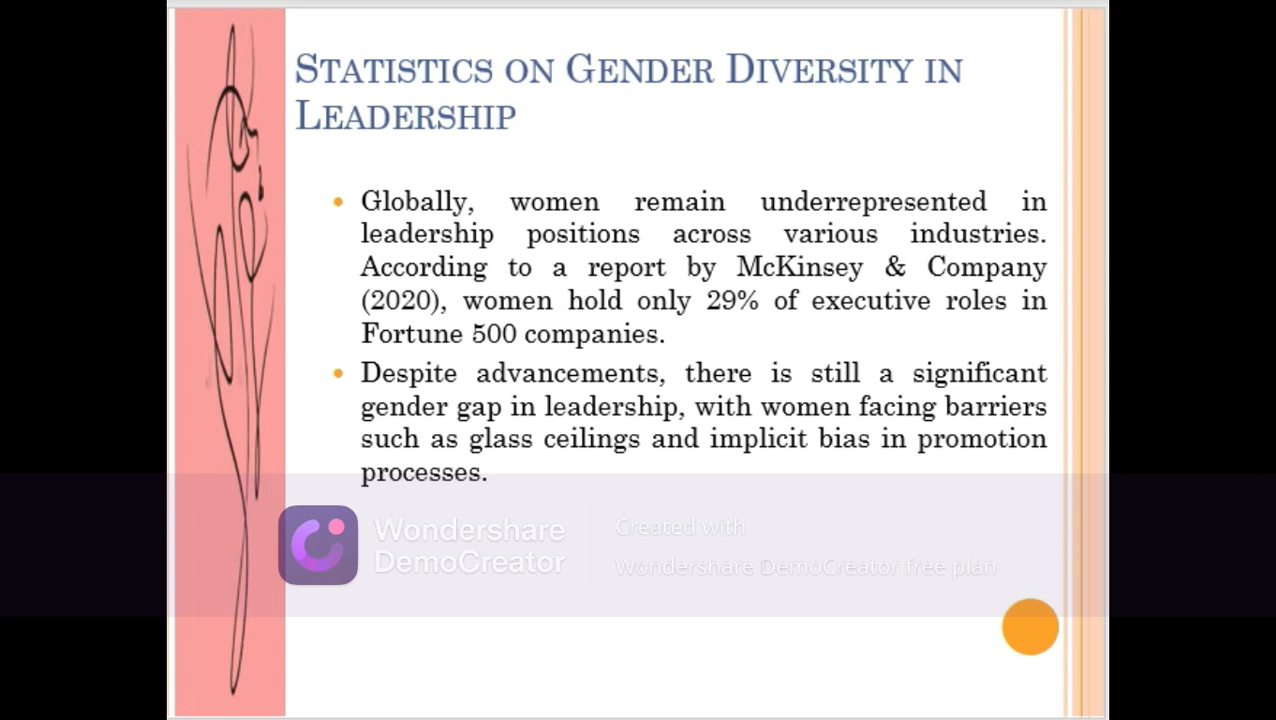 STATISTICS ON GENDER DIVERSITY IN
LEADERSHIP
• Globally, women remain underrepresented in
leadership positions across various industries.
According to a report by McKinsey & Company
(2020), women hold only 29% of executive roles in
Fortune 500 companies.
• Despite advancements, there is still a significant
gender gap in leadership, with women facing barriers
such as glass ceilings and implicit bias in promotion
processes.
Wondershare
DemoCreator
Created with
Wondershare DemoCreator free plan